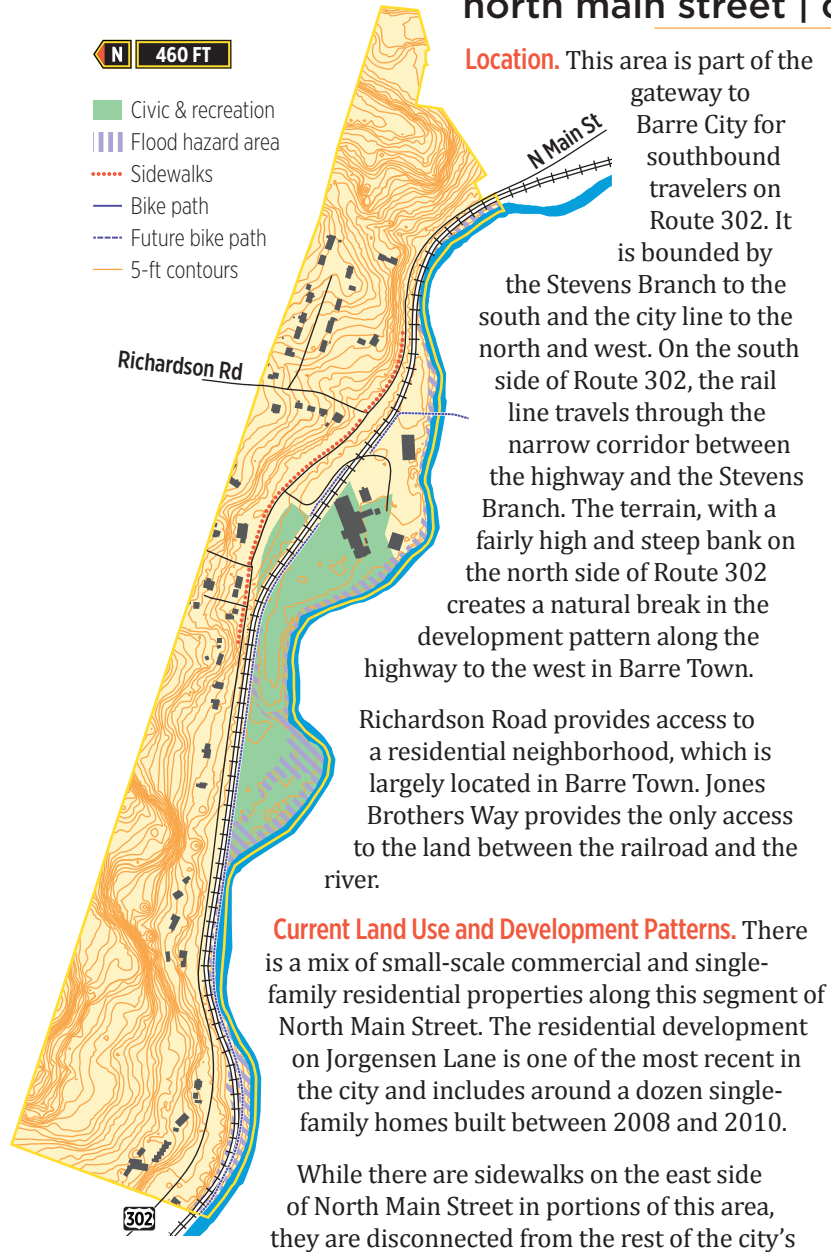 north main street |
N 460 FT
Civic & recreation
Flood hazard area
Sidewalks
Bike path
Future bike path
5-ft contours
N Main St
Richardson Rd
302
Location. This area is part of the
gateway to
Barre City for
southbound
travelers on
Route 302. It
is bounded by
the Stevens Branch to the
south and the city line to the
north and west. On the south
side of Route 302, the rail
line travels through the
narrow corridor between
the highway and the Stevens
Branch. The terrain, with a
fairly high and steep bank on
the north side of Route 302
creates a natural break in the
development pattern along the
highway to the west in Barre Town.
Richardson Road provides access to
a residential neighborhood, which is
largely located in Barre Town. Jones
Brothers Way provides the only access
to the land between the railroad and the
river.
Current Land Use and Development Patterns. There
is a mix of small-scale commercial and single-
family residential properties along this segment of
North Main Street. The residential development
on Jorgensen Lane is one of the most recent in
the city and includes around a dozen single-
family homes built between 2008 and 2010.
While there are sidewalks on the east side
of North Main Street in portions of this area,
they are disconnected from the rest of the city's